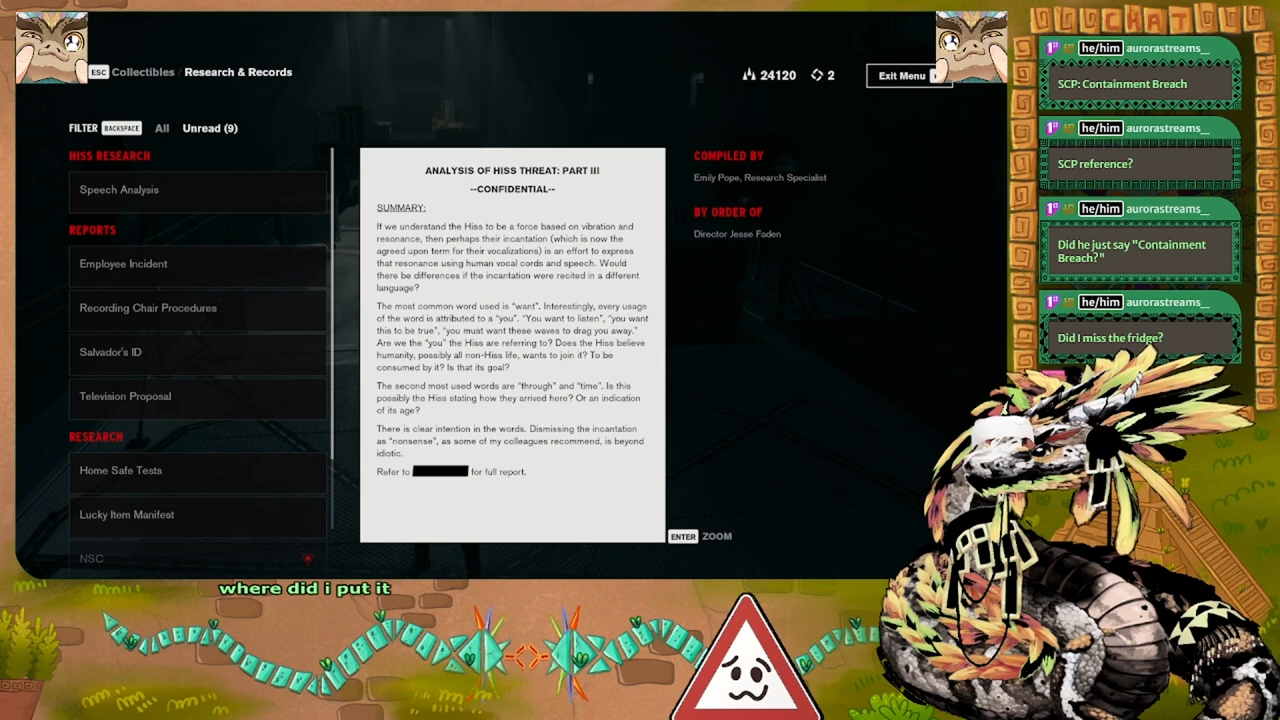 ESC Collectibles / Research & Records
24120 2 Exit Menu
FILTER BACKSPACE All Unread (9)
HISS RESEARCH
Speech Analysis
REPORTS
Employee Incident
Recording Chair Procedures
Salvador's ID
Television Proposal
RESEARCH
Home Safe Tests
Lucky Item Manifest
NSC
ANALYSIS OF HISS THREAT: PART III
--CONFIDENTIAL--
SUMMARY:
If we understand the Hiss to be a force based on vibration and
resonance, then perhaps their incantation (which is now the
agreed upon term for their vocalizations) is an effort to express
that resonance using human vocal cords and speech. Would
there be differences if the incantation were recited in a different
language?
The most common word used is "want". Interestingly, every usage
of the word is attributed to a "you". "You want to listen", "you want
this to be true", "you must want these waves to drag you away."
Are we the "you" the Hiss are referring to? Does the Hiss believe
humanity, possibly all non-Hiss life, wants to join it? To be
consumed by it? Is that its goal?
The second most used words are "through" and "time". Is this
possibly the Hiss stating how they arrived here? Or an indication
of its age?
There is clear intention in the words. Dismissing the incantation
as "nonsense", as some of my colleagues recommend, is beyond
idiotic.
Refer to for full report.
ENTER ZOOM
COMPILED BY
Emily Pope, Research Specialist
BY ORDER OF
Director Jesse Faden
CHAT
1st he/him aurorastreams__
SCP: Containment Breach
1st he/him aurorastreams__
SCP reference?
1st he/him aurorastreams__
Did he just say "Containment
Breach?"
1st he/him aurorastreams__
Did I miss the fridge?
where did i put it